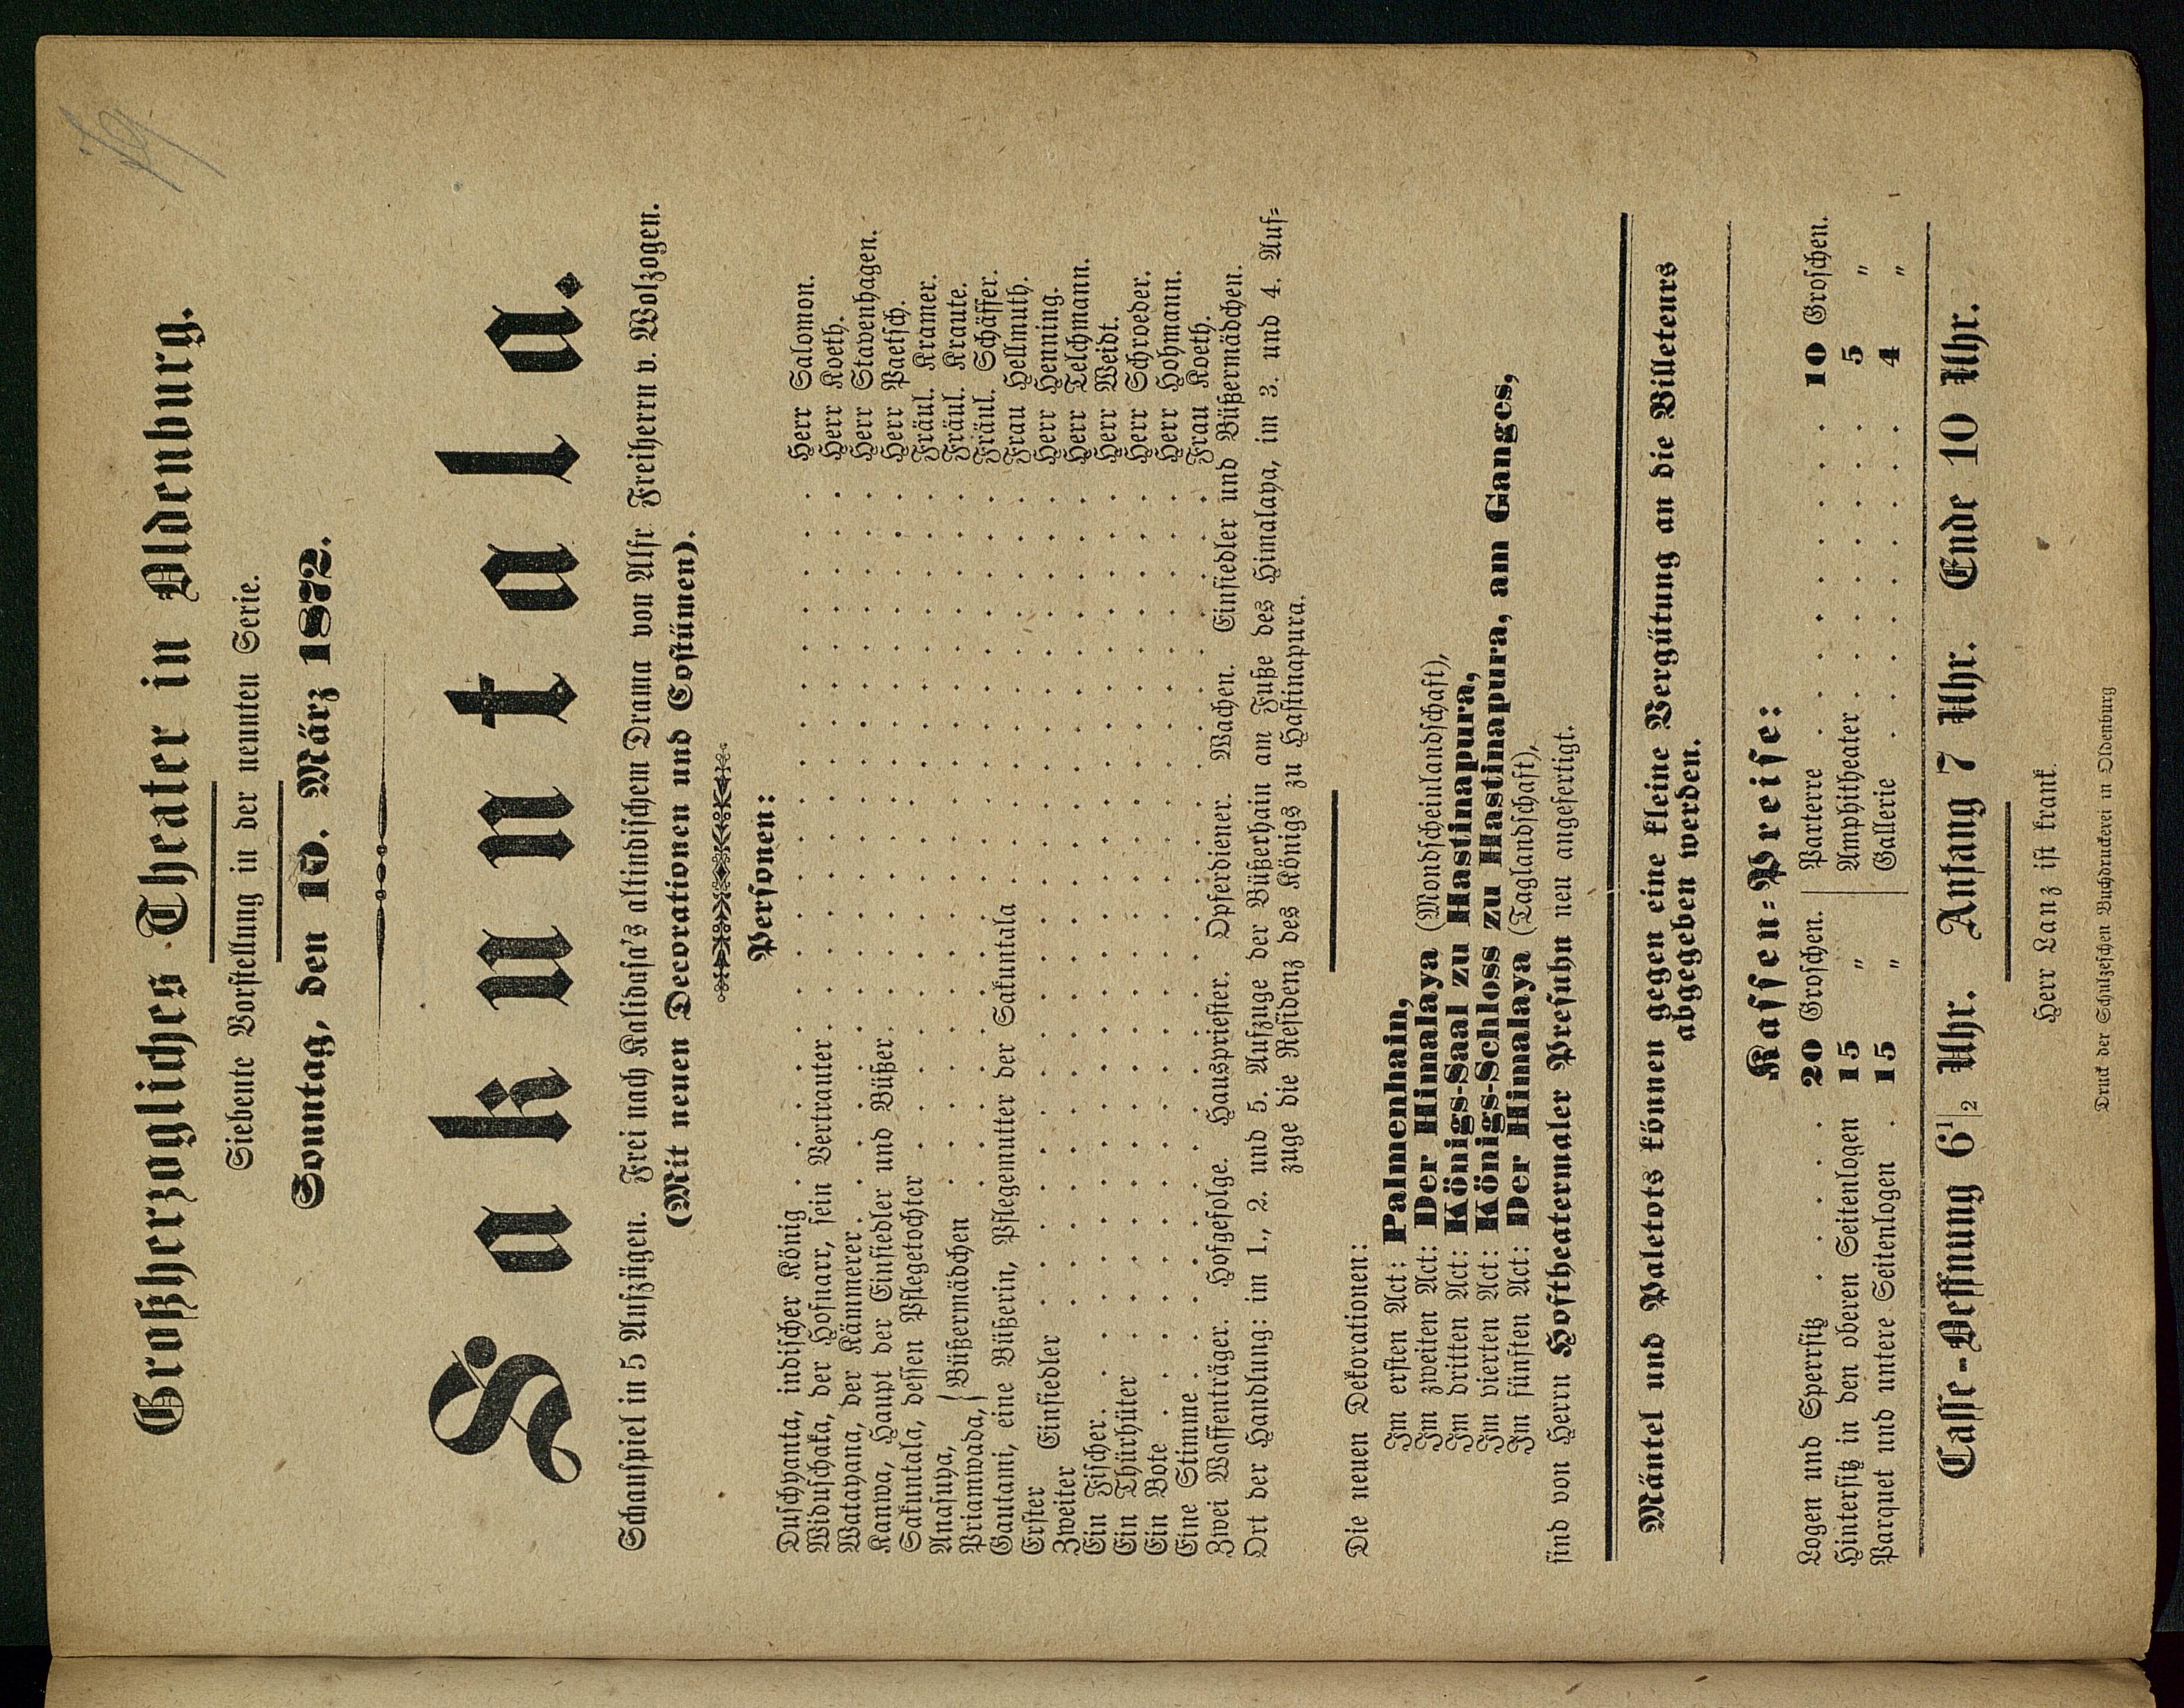 Großherzogliches Theater in Oldenburg.
Siebente Vorstellung in der neunten Serie.
Sonntag, den 10. März 1872.
Sakuntala.
Schauspiel in 5 Aufzügen. Frei nach Kalidasa's altindischem Drama von Alfr Freiherrn v. Wolzogen.
(Mit neuen Decorationen und Costümen).
Personen:
Duschyanta, indischer König . . . . . Herr Salomon.
Widuschaka, der Hofnarr, sein Vertrauter . . . . . Herr Koeth.
Watayana, der Kämmerer . . . . . Herr Stavenhagen.
Kanwa, Haupt der Einsiedler und Büßer . . . . . Herr Paetsch.
Sakuntala, dessen Pflegetochter . . . . . Fräul. Kramer.
Anasuya, } Büßermädchen . . . . . Fräul. Kraute.
Priamwada, } . . . . . Fräul. Schäffer.
Gautami, eine Büßerin, Pflegemutter der Sakuntala . . . . . Frau Hellmuth.
Erster Einsiedler . . . . . Herr Henning.
Zweiter . . . . . Herr Telchmann.
Ein Fischer . . . . . Herr Weidt.
Ein Thürhüter . . . . . Herr Schroeder.
Ein Bote . . . . . Herr Hohmann.
Eine Stimme . . . . . Frau Koeth.
Zwei Waffenträger. Hofgefolge. Hauspriester. Opferdiener. Wachen. Einsiedler und Büßermädchen.
Ort der Handlung: im 1., 2. und 5. Aufzuge der Büßerhain am Fuße des Himalaya, im 3. und 4. Auf-
zuge die Residenz des Königs zu Hastinapura.
Die neuen Dekorationen:
Im ersten Act: Palmenhain,
Im zweiten Act: Der Himalaya (Mondscheinlandschaft),
Im dritten Act: Königs-Saal zu Hastinapura,
Im vierten Act: Königs-Schloss zu Hastinapura, am Ganges,
Im fünften Act: Der Himalaya (Taglandschaft),
sind von Herrn Hoftheatermaler Presuhn neu angefertigt.
Mäntel und Paletots können gegen eine kleine Vergütung an die Billeteurs
abgegeben werden.
Kassen-Preise:
Logen und Sperrsitz . . . . . 20 Groschen. | Parterre . . . . . 10 Groschen.
Hintersitz in den oberen Seitenlogen 15 „ | Amphitheater . . . . . 5 „
Parquet und untere Seitenlogen . 15 „ | Gallerie . . . . . 4 „
Casse-Oeffnung 6 1|2 Uhr. Anfang 7 Uhr. Ende 10 Uhr.
Herr Lanz ist krank.
Druck der Schulzeschen Buchdruckerei in Oldenburg